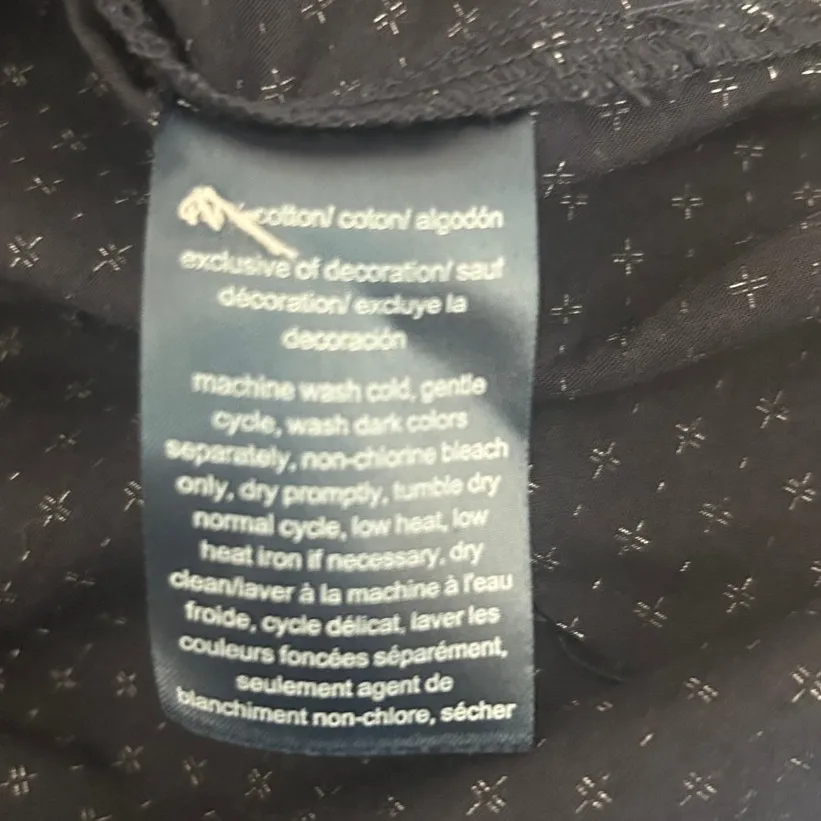 cotton/ coton/ algodón
exclusive of decoration/ sauf
décoration/ excluye la
decoración
machine wash cold, gentle
cycle, wash dark colors
separately, non-chlorine bleach
only, dry promptly, tumble dry
normal cycle, low heat, low
heat iron if necessary, dry
clean/laver à la machine à l'eau
froide, cycle délicat, laver les
couleurs foncées séparément,
seulement agent de
blanchiment non-chlore, sécher